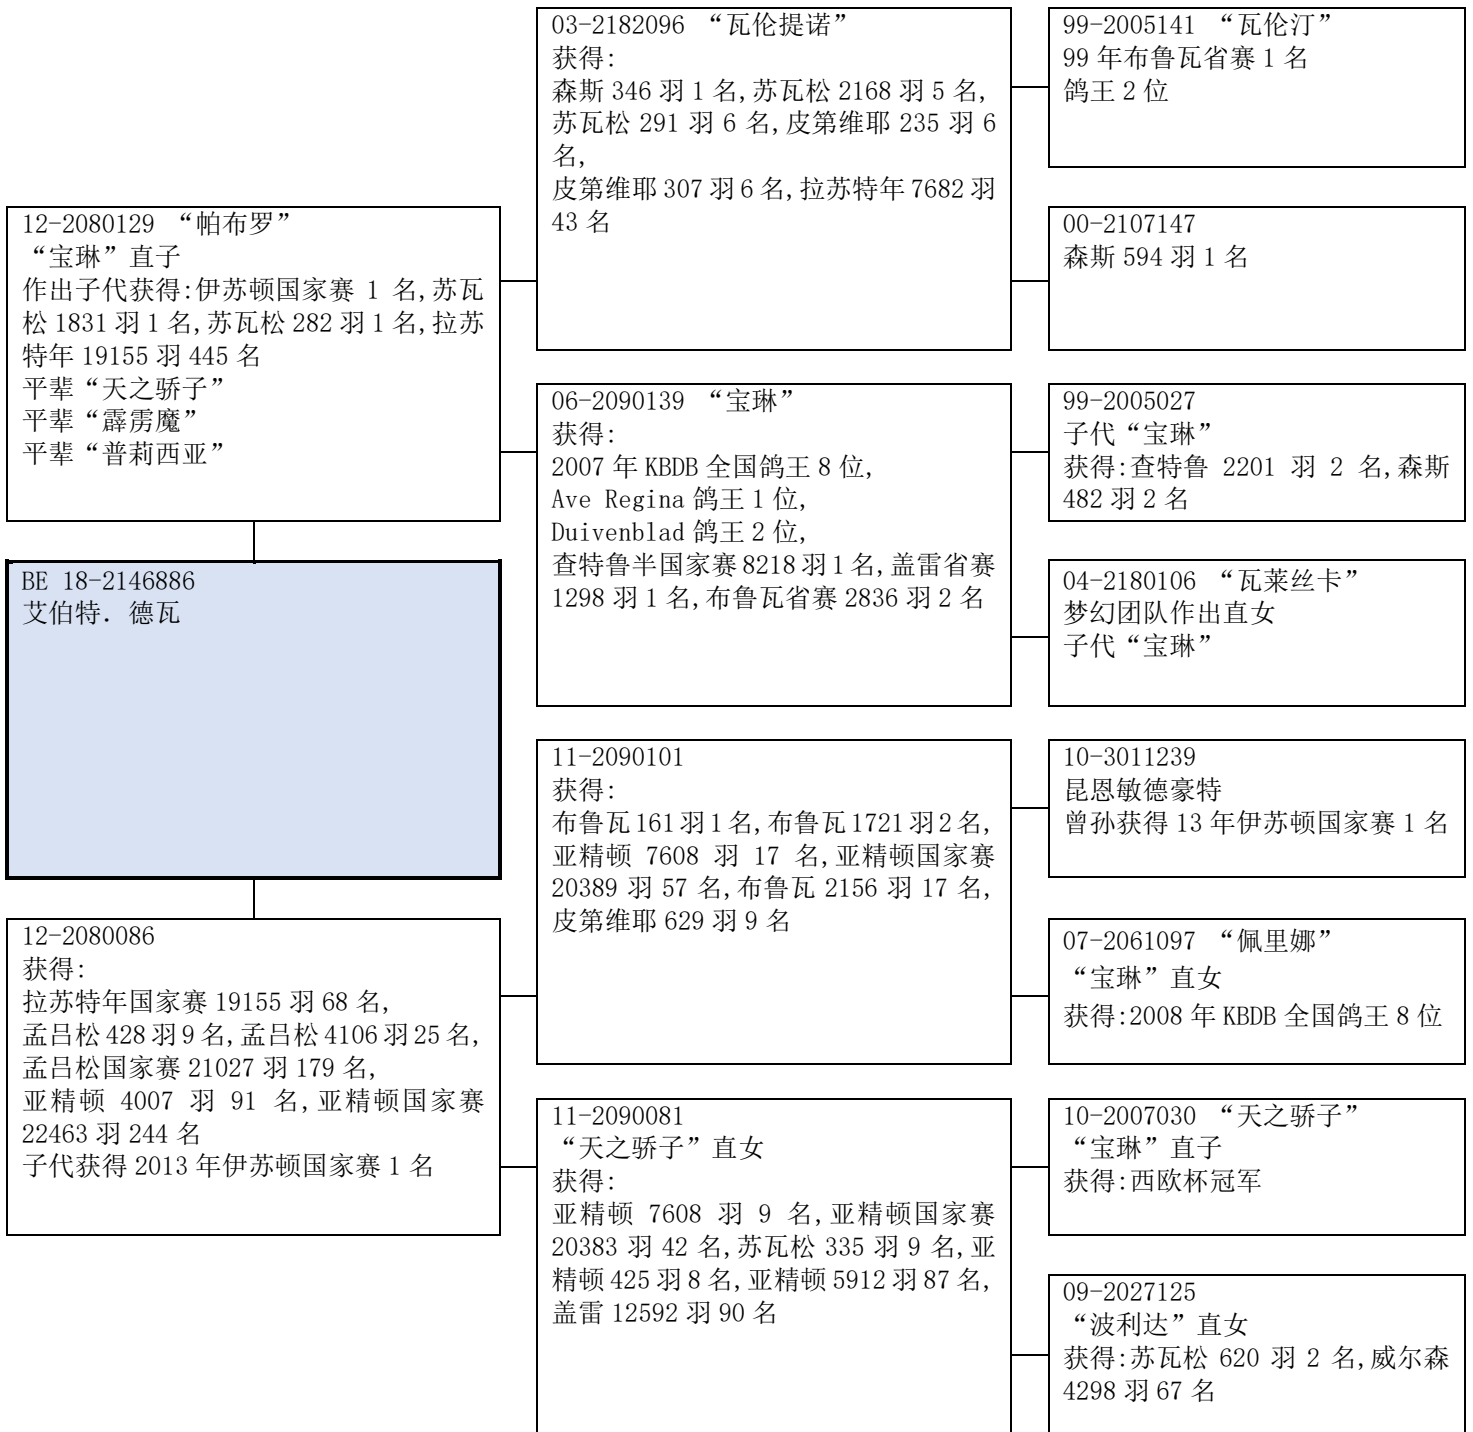 12-2080129 “帕布罗”
“宝琳”直子
作出子代获得:伊苏顿国家赛 1 名,苏瓦
松 1831 羽 1 名,苏瓦松 282 羽 1 名,拉苏
特年 19155 羽 445 名
平辈“天之骄子”
平辈“霹雳魔”
平辈“普莉西亚”
BE 18-2146886
艾伯特．德瓦
12-2080086
获得:
拉苏特年国家赛 19155 羽 68 名,
孟吕松 428 羽 9 名,孟吕松 4106 羽 25 名,
孟吕松国家赛 21027 羽 179 名,
亚精顿 4007 羽 91 名,亚精顿国家赛
22463 羽 244 名
子代获得 2013 年伊苏顿国家赛 1 名
03-2182096 “瓦伦提诺”
获得:
森斯 346 羽 1 名,苏瓦松 2168 羽 5 名,
苏瓦松 291 羽 6 名,皮第维耶 235 羽 6
名,
皮第维耶 307 羽 6 名,拉苏特年 7682 羽
43 名
06-2090139 “宝琳”
获得:
2007 年 KBDB 全国鸽王 8 位,
Ave Regina 鸽王 1 位,
Duivenblad 鸽王 2 位,
查特鲁半国家赛 8218 羽 1 名,盖雷省赛
1298 羽 1 名,布鲁瓦省赛 2836 羽 2 名
11-2090101
获得:
布鲁瓦 161 羽 1 名,布鲁瓦 1721 羽 2 名,
亚精顿 7608 羽 17 名,亚精顿国家赛
20389 羽 57 名,布鲁瓦 2156 羽 17 名,
皮第维耶 629 羽 9 名
11-2090081
“天之骄子”直女
获得:
亚精顿 7608 羽 9 名,亚精顿国家赛
20383 羽 42 名,苏瓦松 335 羽 9 名,亚
精顿 425 羽 8 名,亚精顿 5912 羽 87 名,
盖雷 12592 羽 90 名
99-2005141 “瓦伦汀”
99 年布鲁瓦省赛 1 名
鸽王 2 位
00-2107147
森斯 594 羽 1 名
99-2005027
子代“宝琳”
获得:查特鲁 2201 羽 2 名,森斯
482 羽 2 名
04-2180106 “瓦莱丝卡”
梦幻团队作出直女
子代“宝琳”
10-3011239
昆恩敏德豪特
曾孙获得 13 年伊苏顿国家赛 1 名
07-2061097 “佩里娜”
“宝琳”直女
获得:2008 年 KBDB 全国鸽王 8 位
10-2007030 “天之骄子”
“宝琳”直子
获得:西欧杯冠军
09-2027125
“波利达”直女
获得:苏瓦松 620 羽 2 名,威尔森
4298 羽 67 名